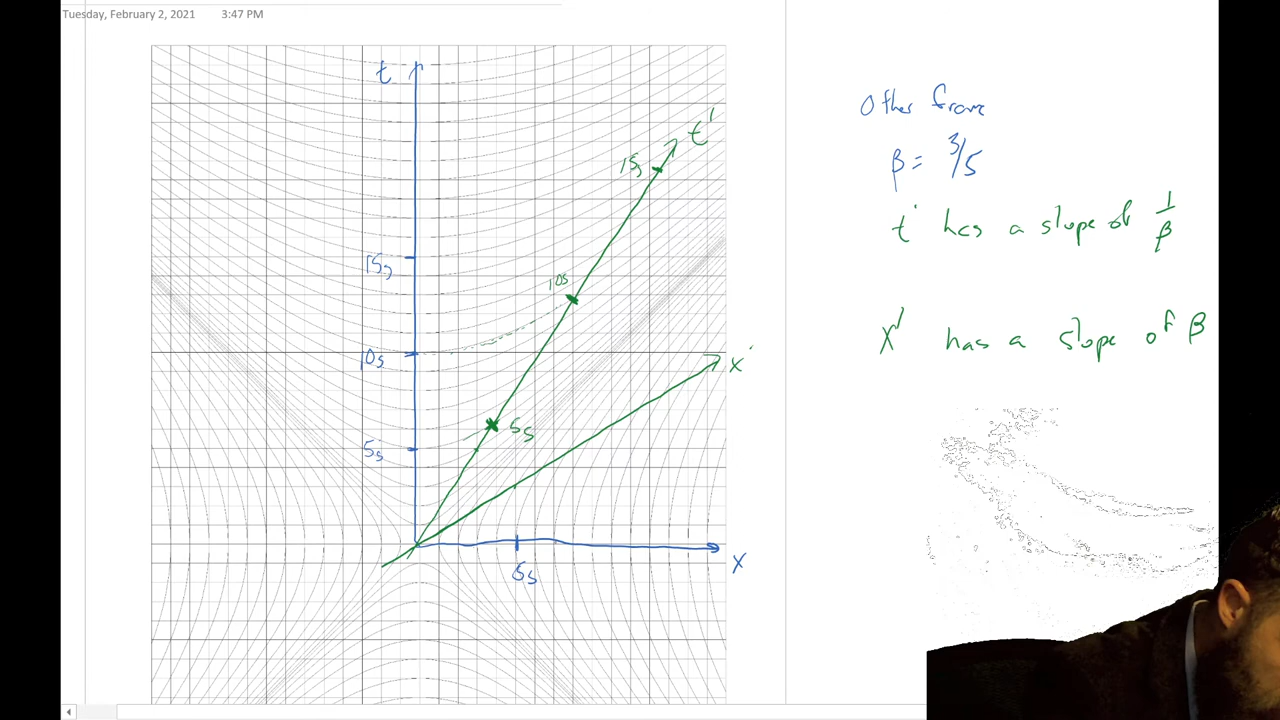 Tuesday, February 2, 2021 3:47 PM
t
t'
15s
Other frame
β = 3/5
t' has a slope of 1/β
15s
10s
x' has a slope of β
10s
x'
5s
5s
x
5s